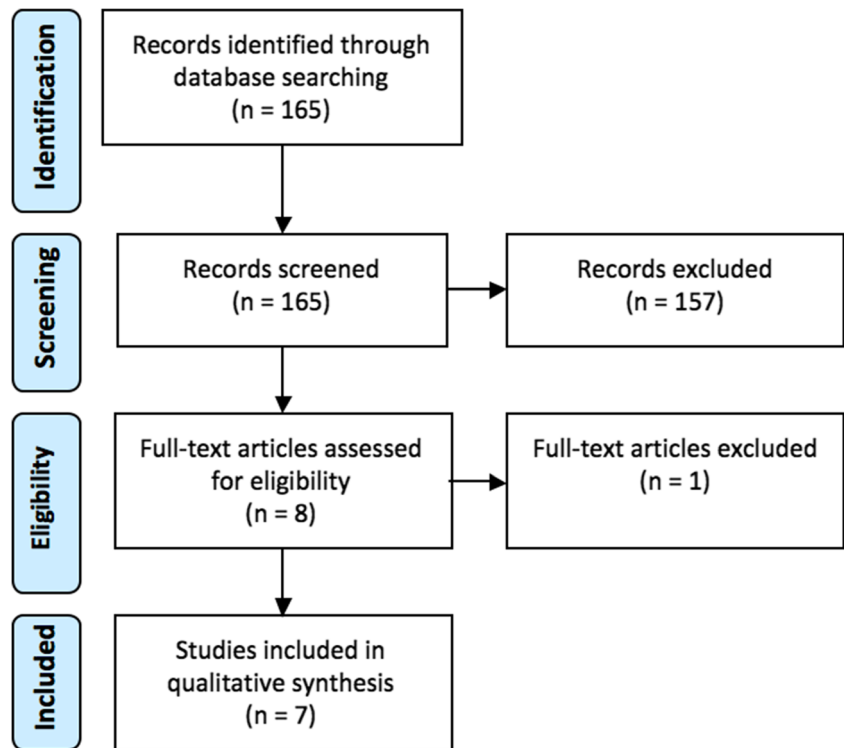 Identification
Records identified through
database searching
(n = 165)
Screening
Records screened
(n = 165)
Records excluded
(n = 157)
Eligibility
Full-text articles assessed
for eligibility
(n = 8)
Full-text articles excluded
(n = 1)
Included
Studies included in
qualitative synthesis
(n = 7)